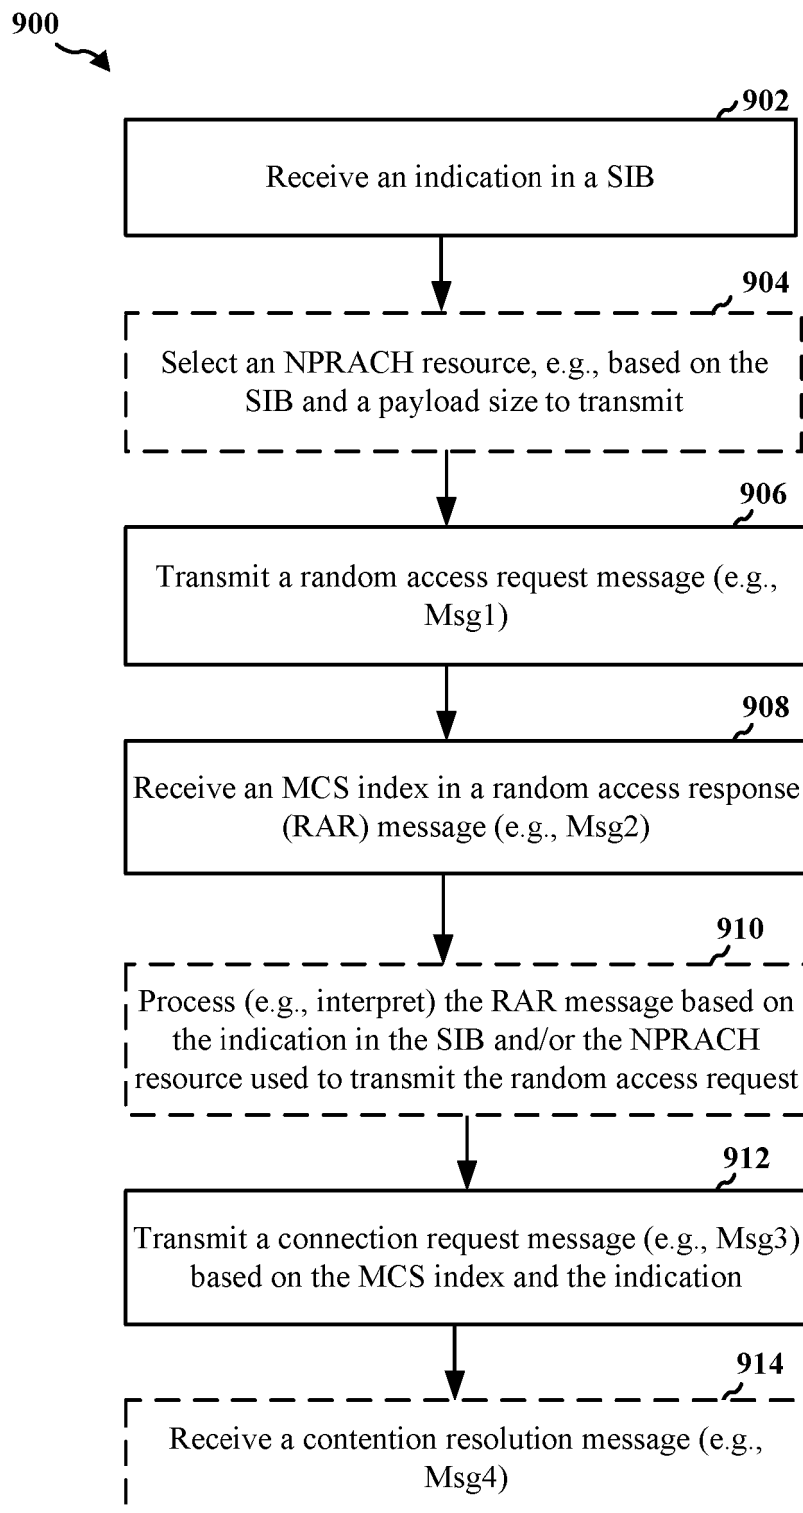 900
902
Receive an indication in a SIB
904
Select an NPRACH resource, e.g., based on the
SIB and a payload size to transmit
906
Transmit a random access request message (e.g.,
Msg1)
908
Receive an MCS index in a random access response
(RAR) message (e.g., Msg2)
910
Process (e.g., interpret) the RAR message based on
the indication in the SIB and/or the NPRACH
resource used to transmit the random access request
912
Transmit a connection request message (e.g., Msg3)
based on the MCS index and the indication
914
Receive a contention resolution message (e.g.,
Msg4)